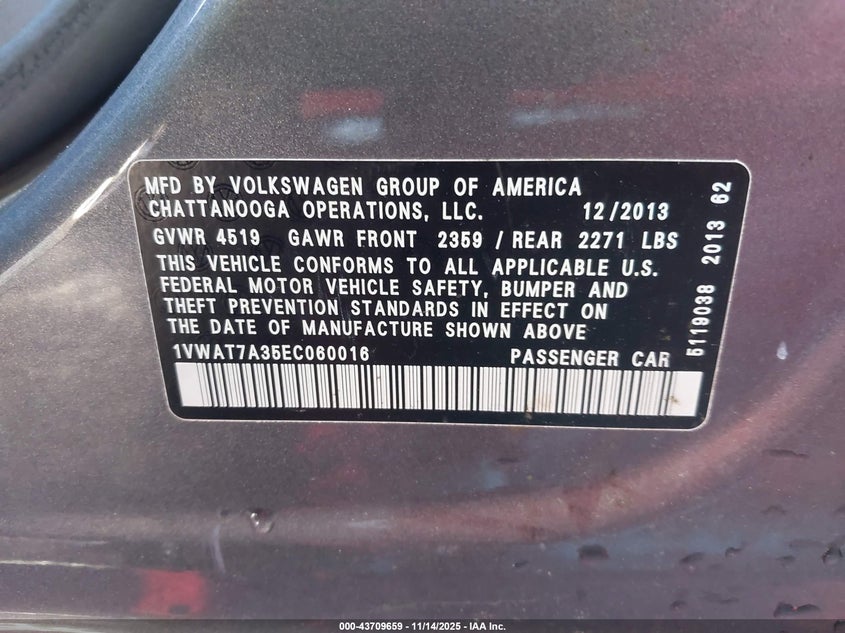 MFD BY VOLKSWAGEN GROUP OF AMERICA
CHATTANOOGA OPERATIONS, LLC. 12/2013
GVWR 4519 GAWR FRONT 2359 / REAR 2271 LBS
THIS VEHICLE CONFORMS TO ALL APPLICABLE U.S.
FEDERAL MOTOR VEHICLE SAFETY, BUMPER AND
THEFT PREVENTION STANDARDS IN EFFECT ON
THE DATE OF MANUFACTURE SHOWN ABOVE
1VWAT7A35EC060016 PASSENGER CAR
5119038 2013 62
000-43709659 - 11/14/2025 - IAA Inc.